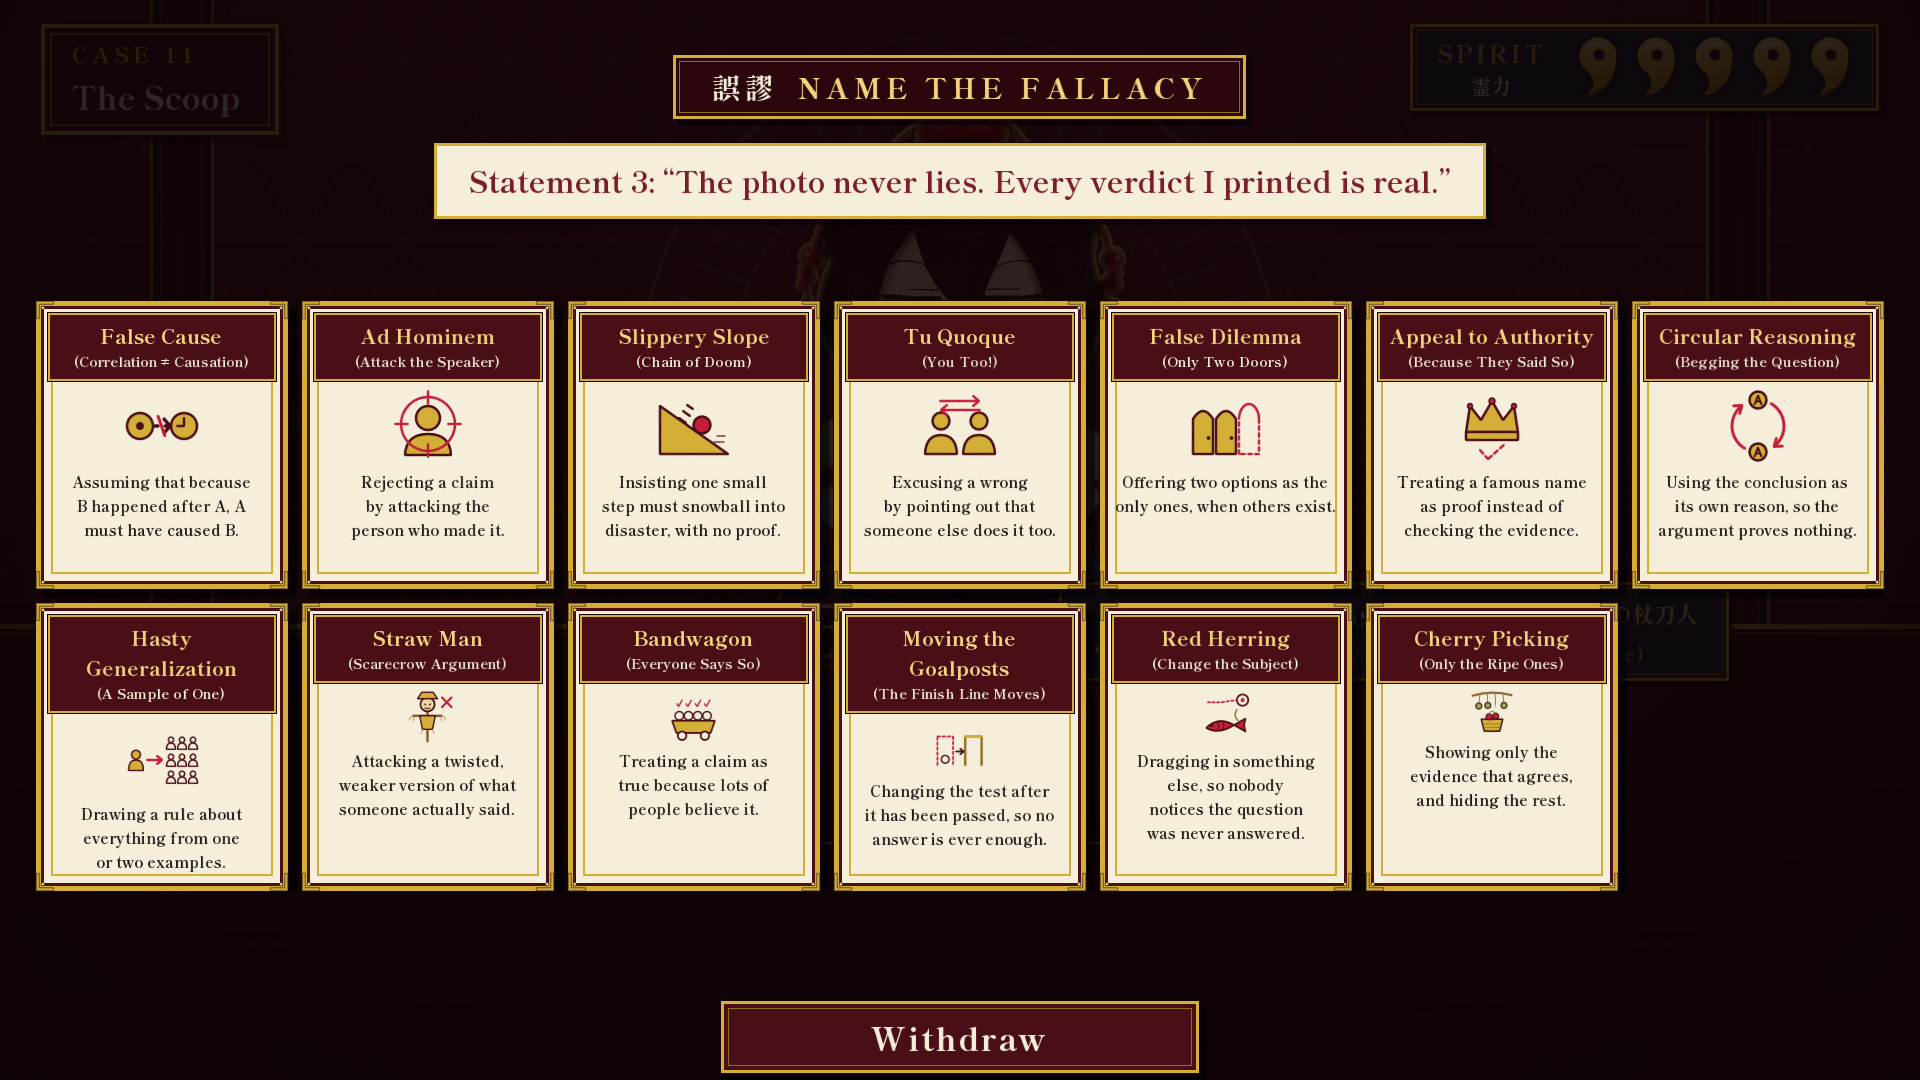 CASE 11
The Scoop
誤謬 NAME THE FALLACY
SPIRIT
霊力
Statement 3: “The photo never lies. Every verdict I printed is real.”
False Cause
(Correlation ≠ Causation)
Assuming that because
B happened after A, A
must have caused B.
Ad Hominem
(Attack the Speaker)
Rejecting a claim
by attacking the
person who made it.
Slippery Slope
(Chain of Doom)
Insisting one small
step must snowball into
disaster, with no proof.
Tu Quoque
(You Too!)
Excusing a wrong
by pointing out that
someone else does it too.
False Dilemma
(Only Two Doors)
Offering two options as the
only ones, when others exist.
Appeal to Authority
(Because They Said So)
Treating a famous name
as proof instead of
checking the evidence.
Circular Reasoning
(Begging the Question)
A
A
Using the conclusion as
its own reason, so the
argument proves nothing.
Hasty
Generalization
(A Sample of One)
Drawing a rule about
everything from one
or two examples.
Straw Man
(Scarecrow Argument)
Attacking a twisted,
weaker version of what
someone actually said.
Bandwagon
(Everyone Says So)
Treating a claim as
true because lots of
people believe it.
Moving the
Goalposts
(The Finish Line Moves)
Changing the test after
it has been passed, so no
answer is ever enough.
Red Herring
(Change the Subject)
Dragging in something
else, so nobody
notices the question
was never answered.
Cherry Picking
(Only the Ripe Ones)
Showing only the
evidence that agrees,
and hiding the rest.
の杖刀人
Withdraw